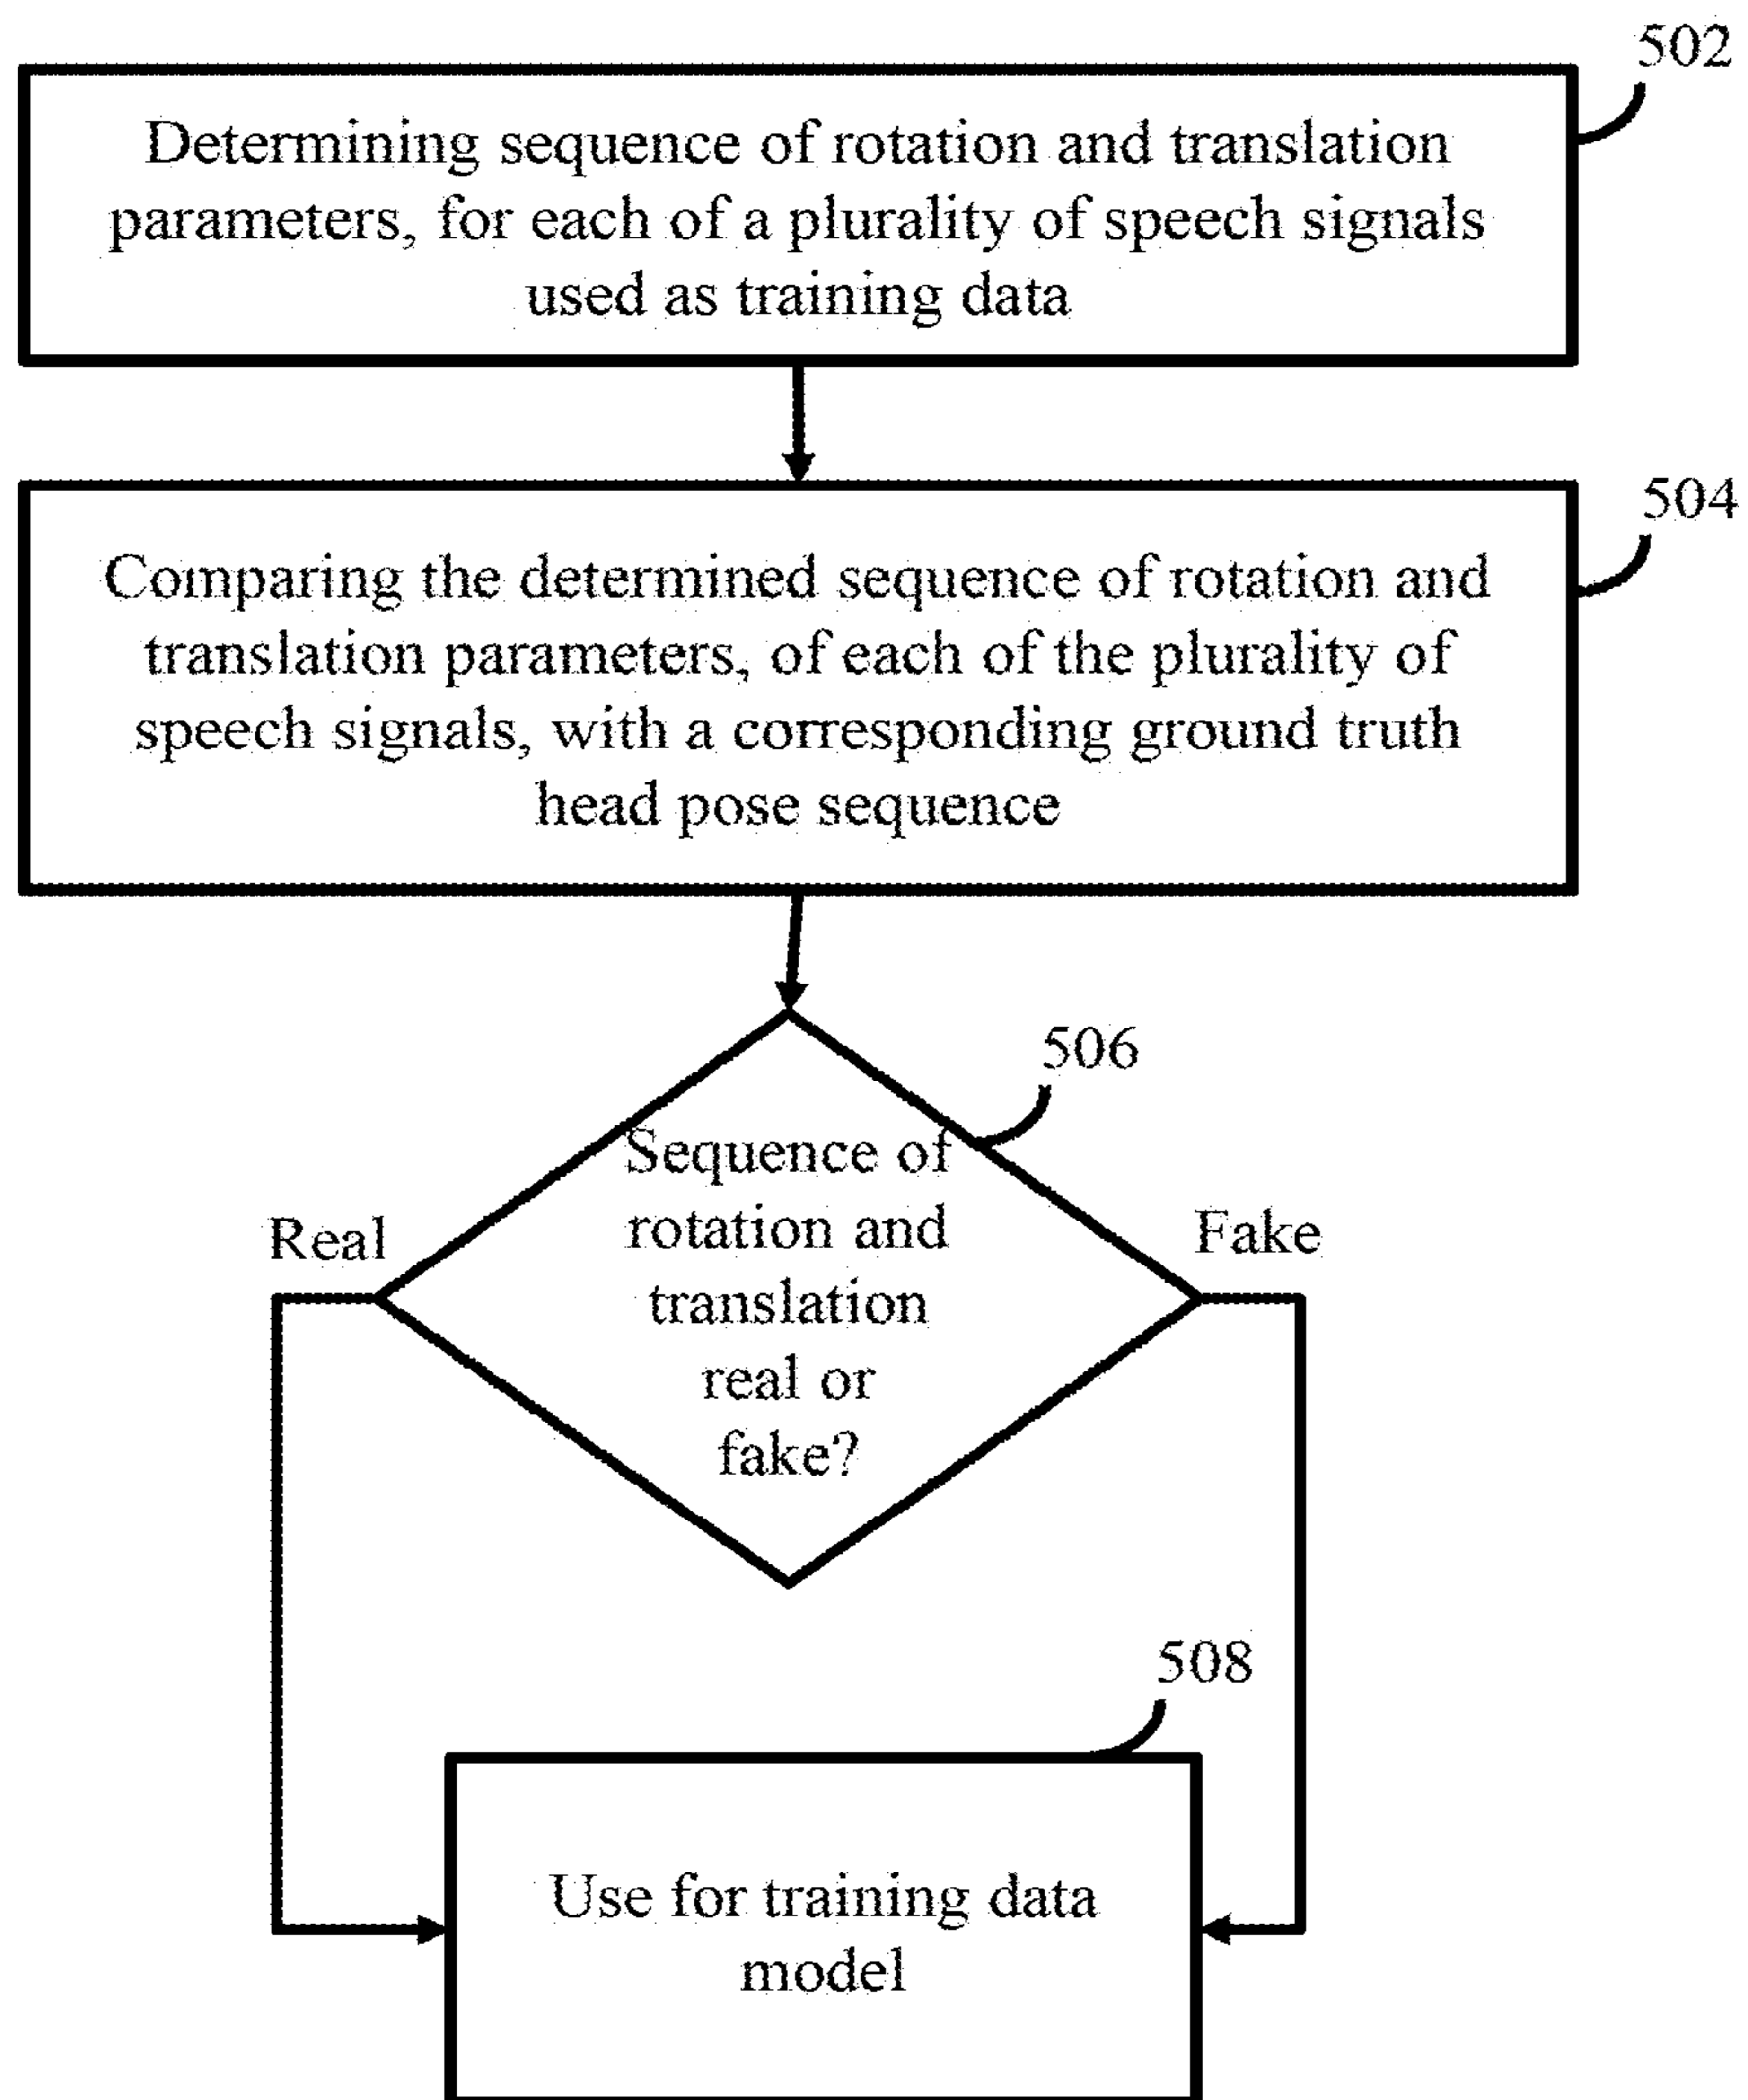 502
Determining sequence of rotation and translation
parameters, for each of a plurality of speech signals
used as training data
504
Comparing the determined sequence of rotation and
translation parameters, of each of the plurality of
speech signals, with a corresponding ground truth
head pose sequence
506
Sequence of
rotation and
translation
real or
fake?
Real
Fake
508
Use for training data
model